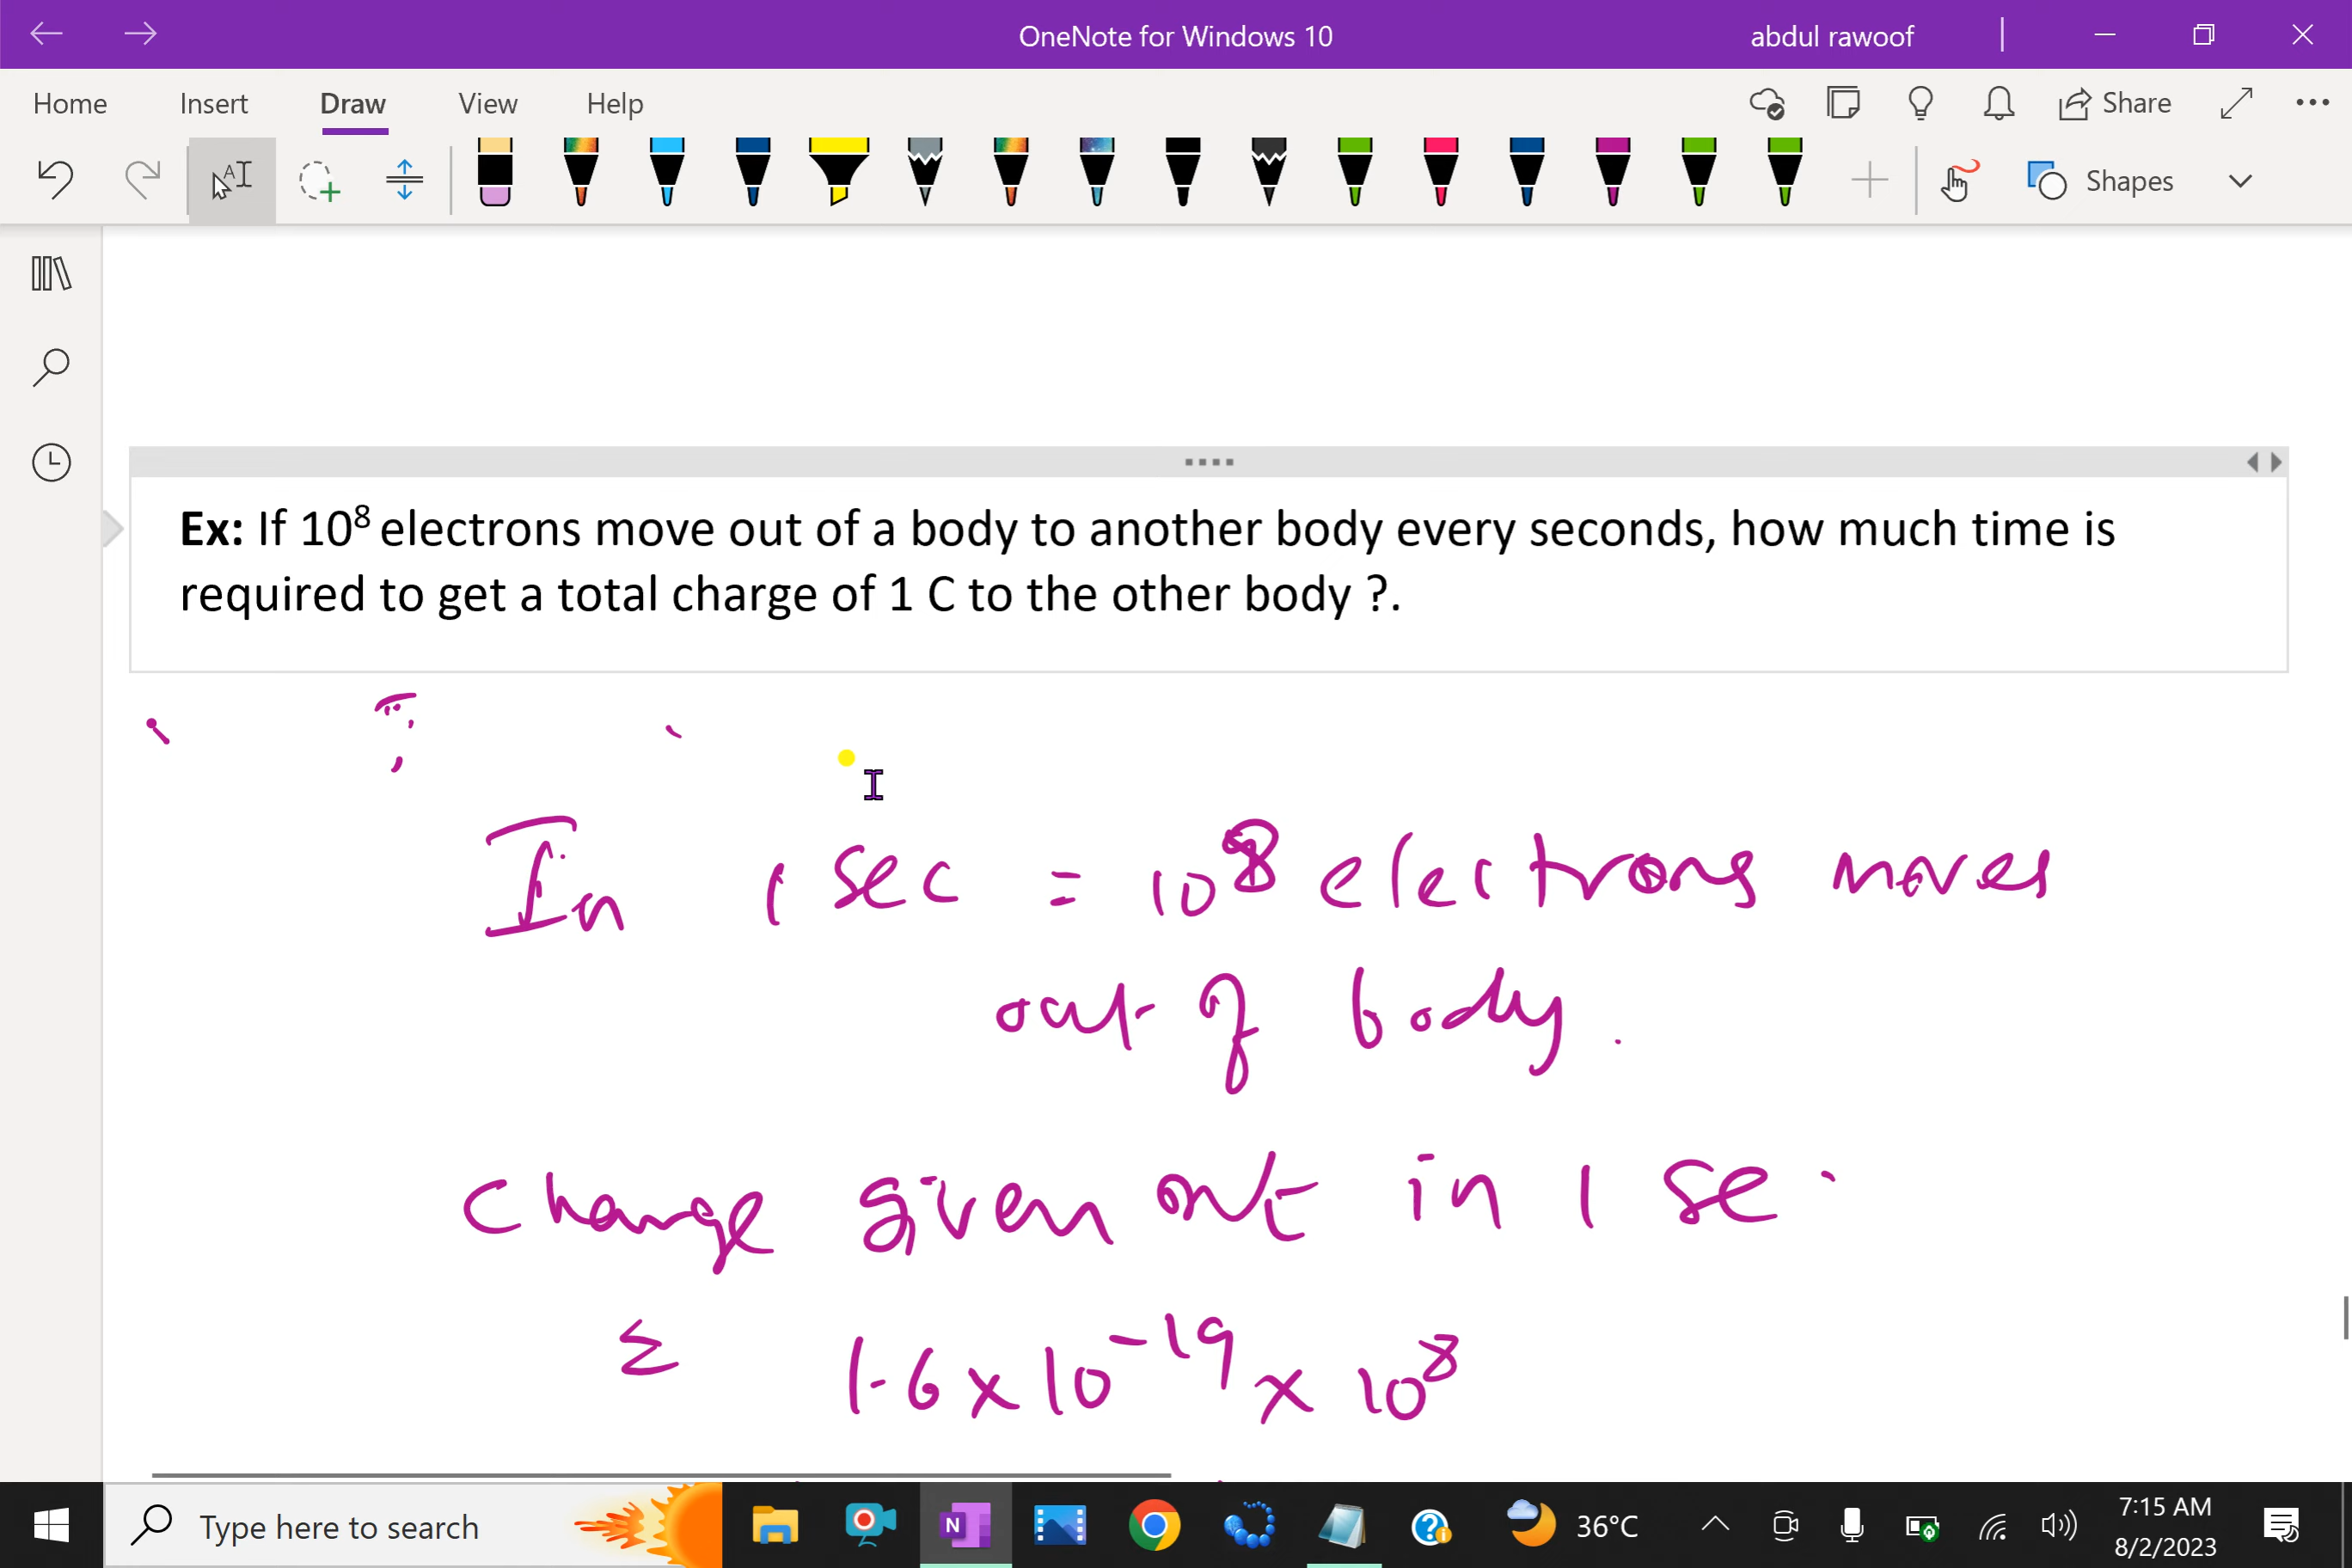 OneNote for Windows 10
abdul rawoof
Home Insert Draw View Help
Share
Shapes
Ex: If 10⁸ electrons move out of a body to another body every seconds, how much time is
required to get a total charge of 1 C to the other body ?.
In 1 sec = 10⁸ electrons moves
out of body.
Charge given out in 1 se.
= 1.6 x 10⁻¹⁹ x 10⁸
Type here to search
36°C
7:15 AM
8/2/2023